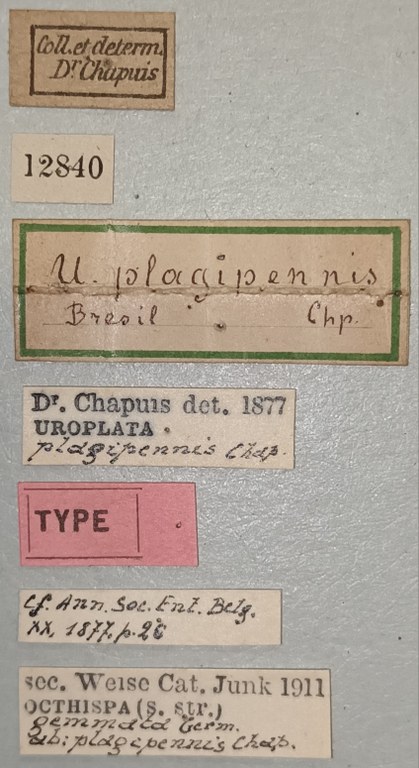 Coll. et determ.
Dr Chapuis
12840
U. plagipennis
Bresil Chp.
Dr. Chapuis det. 1877
UROPLATA
plagipennis Chap.
TYPE
Cf. Ann. Soc. Ent. Belg.
XX, 1877, p. 26
sec. Weise Cat. Junk 1911
OCTHISPA (S. str.)
gemmata Germ.
ab: plagipennis Chap.